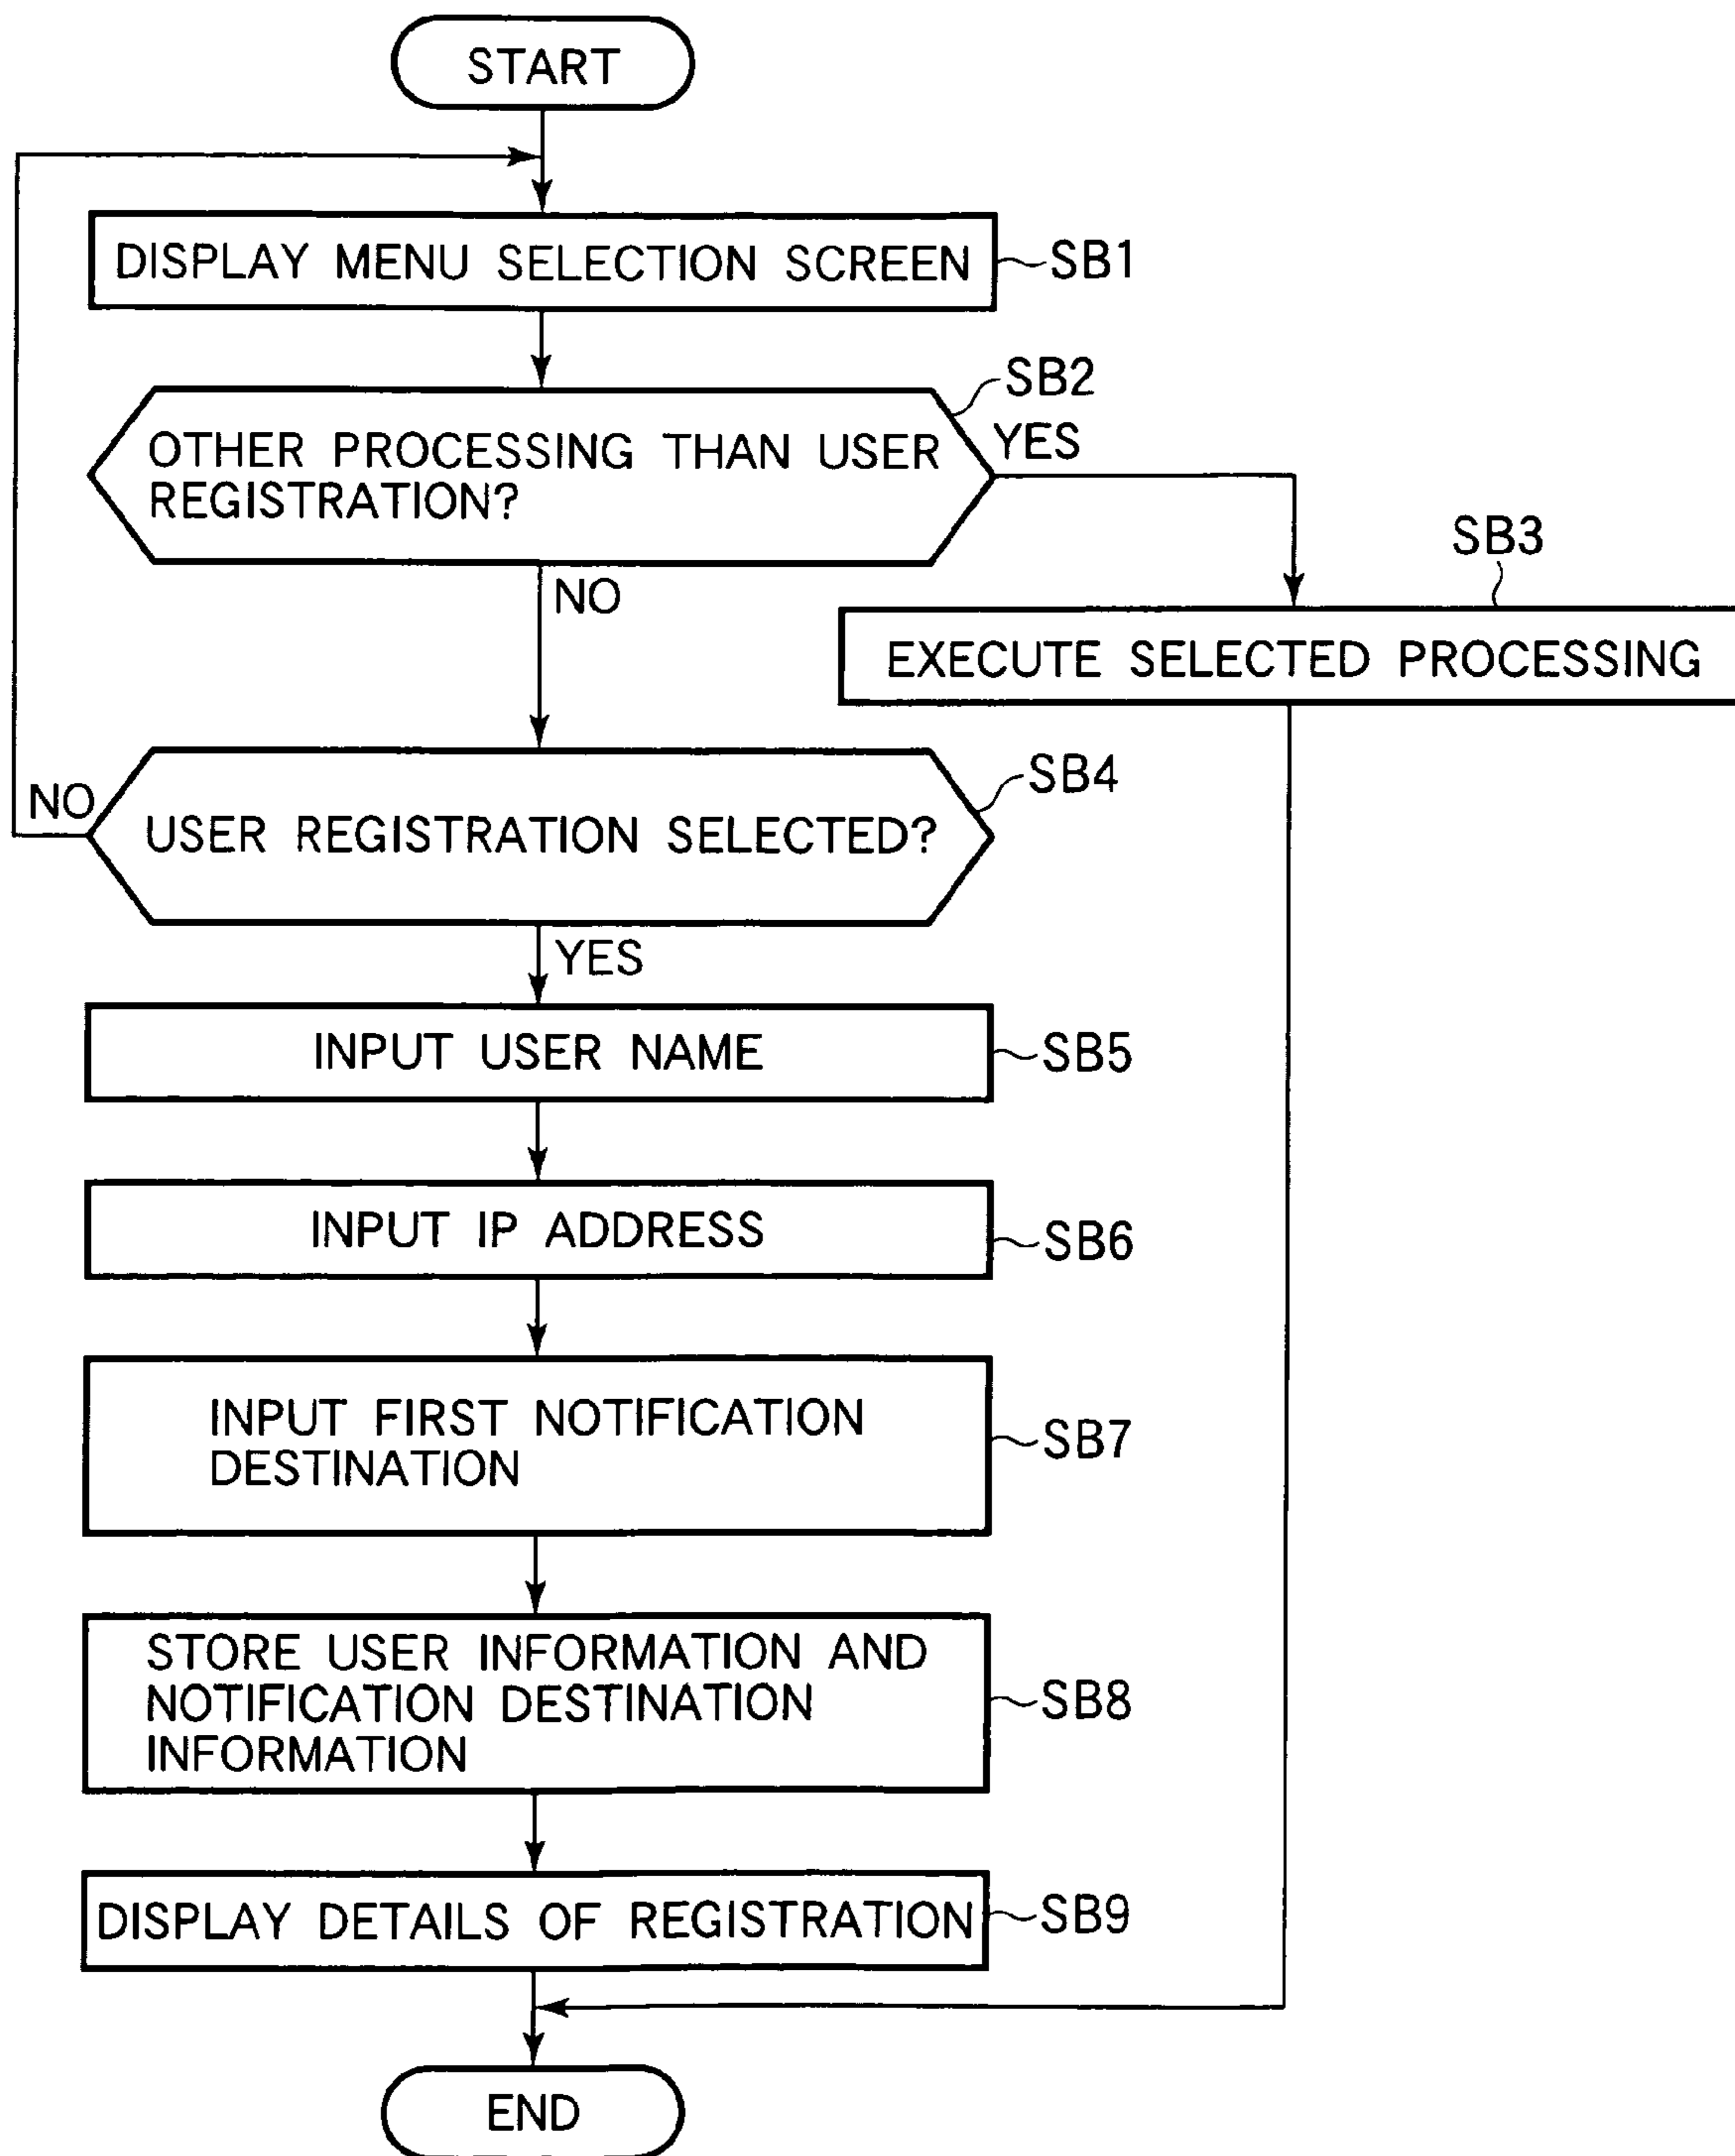 START
DISPLAY MENU SELECTION SCREEN
SB1
SB2
OTHER PROCESSING THAN USER
REGISTRATION?
YES
NO
SB3
EXECUTE SELECTED PROCESSING
SB4
NO
USER REGISTRATION SELECTED?
YES
INPUT USER NAME
SB5
INPUT IP ADDRESS
SB6
INPUT FIRST NOTIFICATION
DESTINATION
SB7
STORE USER INFORMATION AND
NOTIFICATION DESTINATION
INFORMATION
SB8
DISPLAY DETAILS OF REGISTRATION
SB9
END